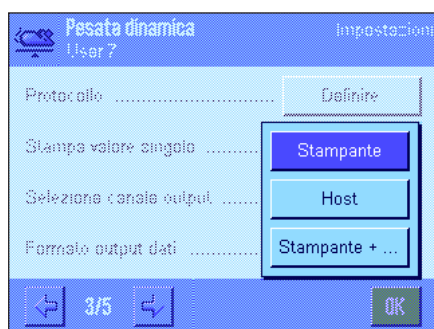 Pesata dinamica
Impostazioni
User 7
Protocollo ........................... Definire
Stampa valore singolo .........
Stampante
Selezione canale output ......
Host
Formato output dati ...........
Stampante + ...
3/5
OK